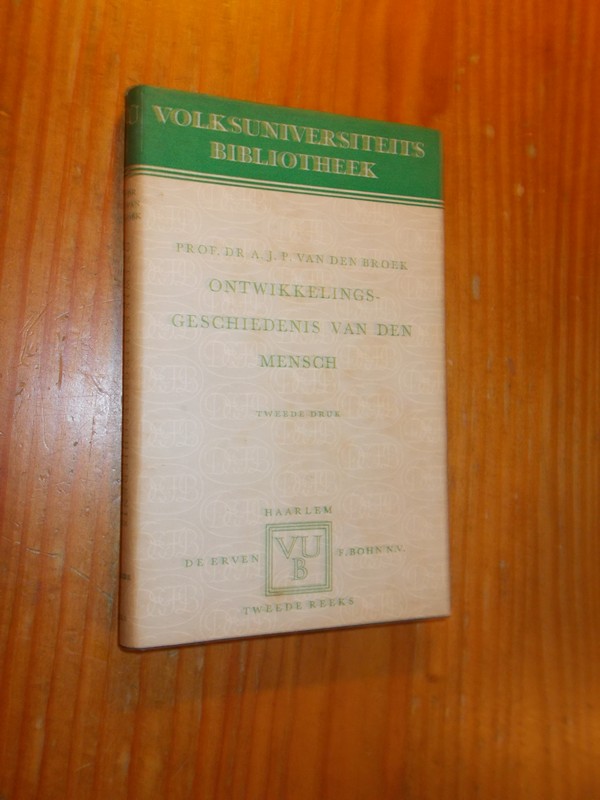 VOLKSUNIVERSITEITS
BIBLIOTHEEK
PROF. DR A. J. P. VAN DEN BROEK
ONTWIKKELINGS-
GESCHIEDENIS VAN DEN
MENSCH
TWEEDE DRUK
HAARLEM
DE ERVEN VU F. BOHN N.V.
B
TWEEDE REEKS